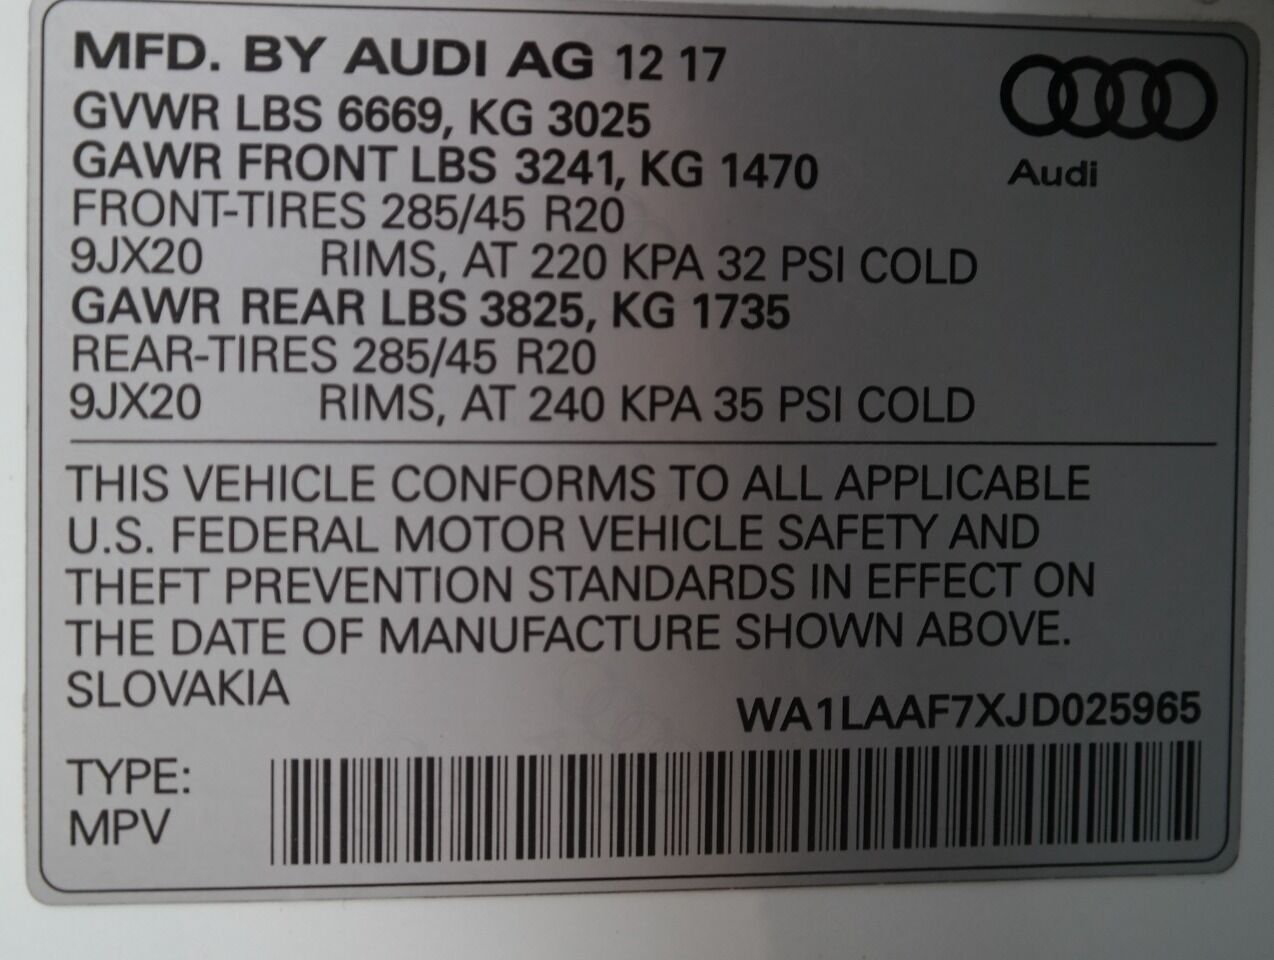 MFD. BY AUDI AG 12 17
GVWR LBS 6669, KG 3025
GAWR FRONT LBS 3241, KG 1470
Audi
FRONT-TIRES 285/45 R20
9JX20 RIMS, AT 220 KPA 32 PSI COLD
GAWR REAR LBS 3825, KG 1735
REAR-TIRES 285/45 R20
9JX20 RIMS, AT 240 KPA 35 PSI COLD
THIS VEHICLE CONFORMS TO ALL APPLICABLE
U.S. FEDERAL MOTOR VEHICLE SAFETY AND
THEFT PREVENTION STANDARDS IN EFFECT ON
THE DATE OF MANUFACTURE SHOWN ABOVE.
SLOVAKIA
WA1LAAF7XJD025965
TYPE:
MPV